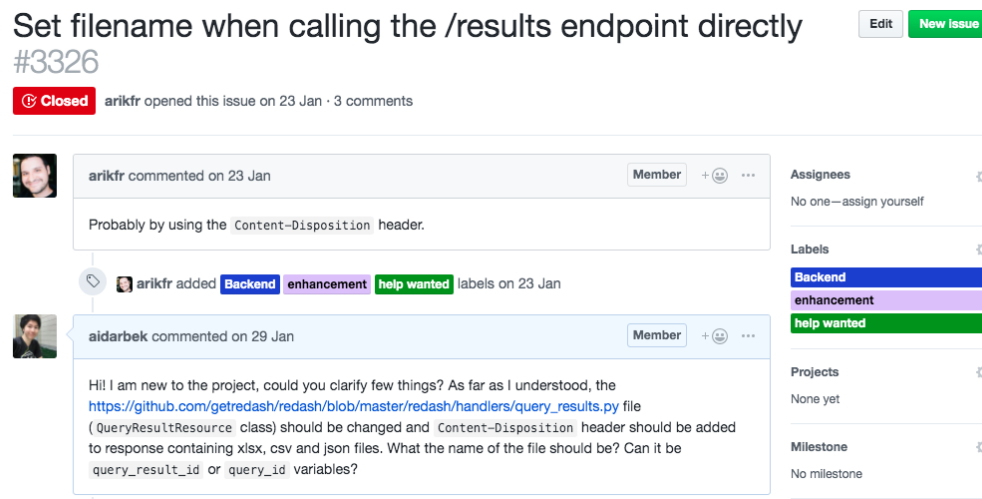 Set filename when calling the /results endpoint directly
#3326
Edit
New issue
Closed
arikfr opened this issue on 23 Jan · 3 comments
arikfr commented on 23 Jan
Member
Probably by using the Content-Disposition header.
arikfr added Backend enhancement help wanted labels on 23 Jan
aidarbek commented on 29 Jan
Member
Hi! I am new to the project, could you clarify few things? As far as I understood, the
https://github.com/getredash/redash/blob/master/redash/handlers/query_results.py file
(QueryResultResource class) should be changed and Content-Disposition header should be added
to response containing xlsx, csv and json files. What the name of the file should be? Can it be
query_result_id or query_id variables?
Assignees
No one—assign yourself
Labels
Backend
enhancement
help wanted
Projects
None yet
Milestone
No milestone